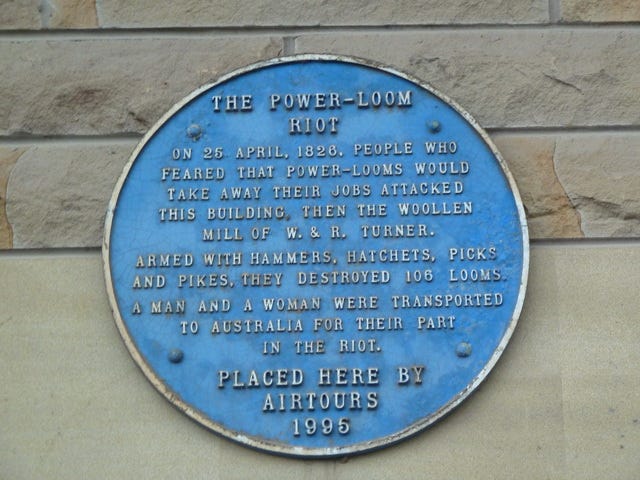 THE POWER-LOOM
RIOT
ON 25 APRIL, 1826, PEOPLE WHO
FEARED THAT POWER-LOOMS WOULD
TAKE AWAY THEIR JOBS ATTACKED
THIS BUILDING, THEN THE WOOLLEN
MILL OF W. & R. TURNER.
ARMED WITH HAMMERS, HATCHETS, PICKS
AND PIKES, THEY DESTROYED 106 LOOMS.
A MAN AND A WOMAN WERE TRANSPORTED
TO AUSTRALIA FOR THEIR PART
IN THE RIOT.
PLACED HERE BY
AIRTOURS
1995